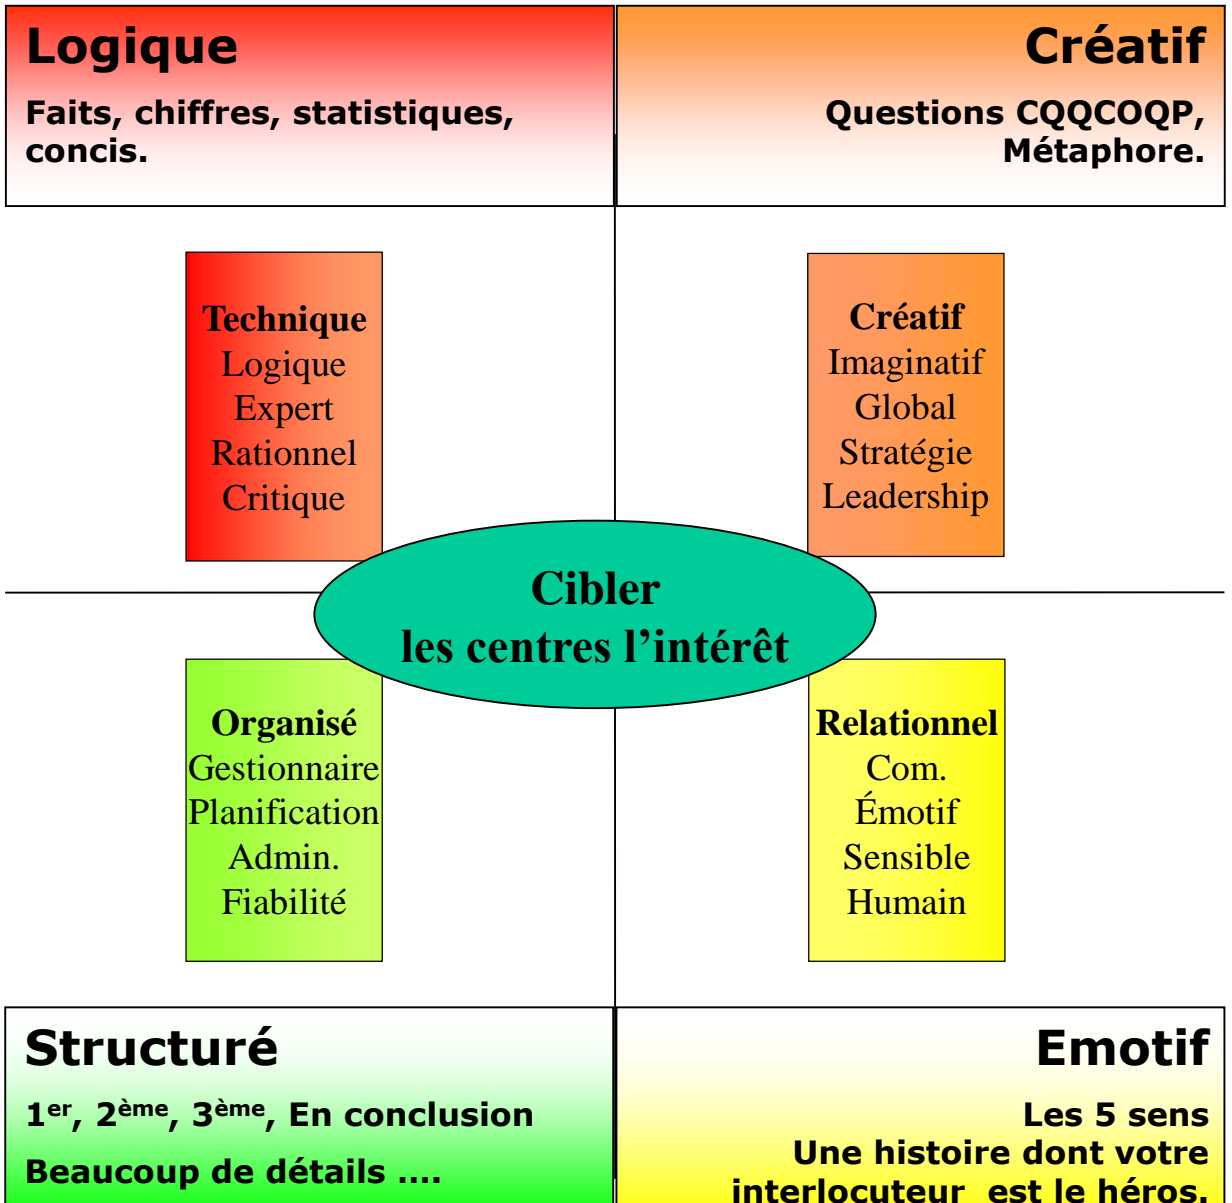 Logique
Faits, chiffres, statistiques,
concis.
Créatif
Questions CQQCOQP,
Métaphore.
Technique
Logique
Expert
Rationnel
Critique
Créatif
Imaginatif
Global
Stratégie
Leadership
Cibler
les centres l’intérêt
Organisé
Gestionnaire
Planification
Admin.
Fiabilité
Relationnel
Com.
Émotif
Sensible
Humain
Structuré
1er, 2ème, 3ème, En conclusion
Beaucoup de détails ....
Emotif
Les 5 sens
Une histoire dont votre
interlocuteur est le héros.